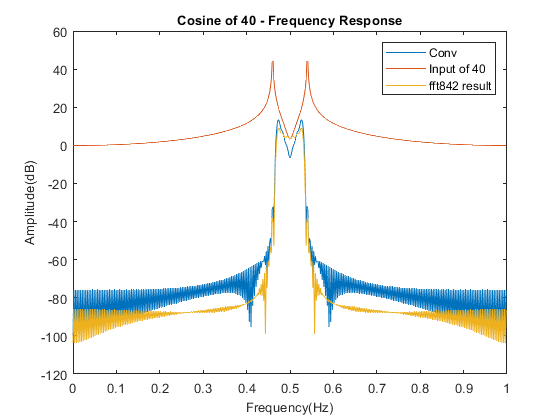 Cosine of 40 - Frequency Response
60
40
20
0
-20
-40
-60
-80
-100
-120
Amplitude(dB)
Conv
Input of 40
fft842 result
0 0.1 0.2 0.3 0.4 0.5 0.6 0.7 0.8 0.9 1
Frequency(Hz)